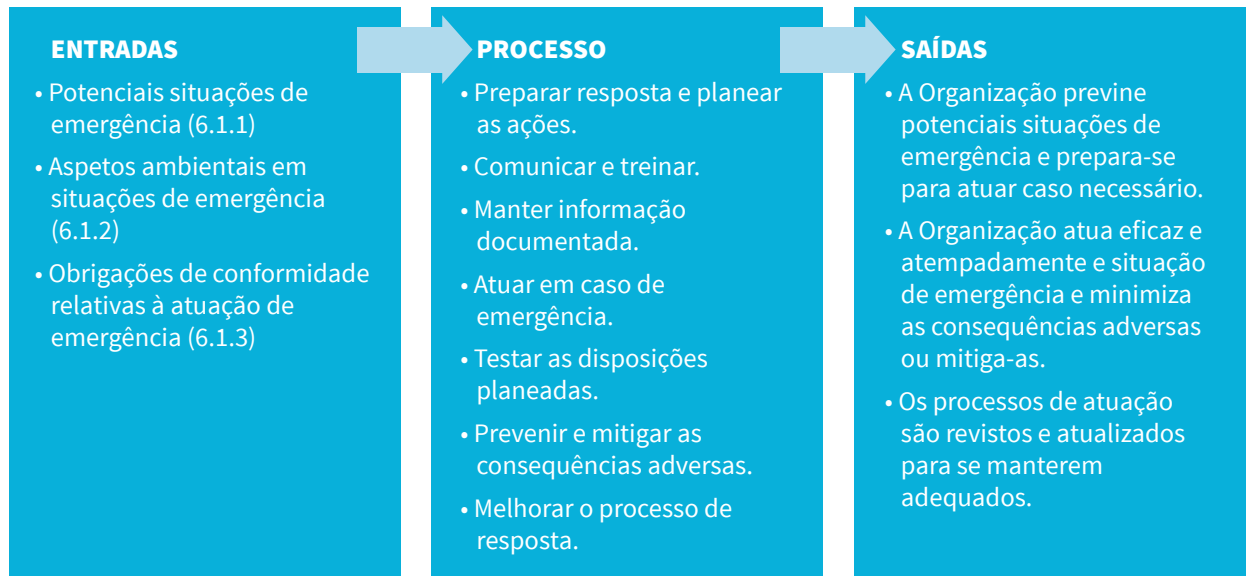 ENTRADAS
• Potenciais situações de
emergência (6.1.1)
• Aspetos ambientais em
situações de emergência
(6.1.2)
• Obrigações de conformidade
relativas à atuação de
emergência (6.1.3)
PROCESSO
• Preparar resposta e planear
as ações.
• Comunicar e treinar.
• Manter informação
documentada.
• Atuar em caso de
emergência.
• Testar as disposições
planeadas.
• Prevenir e mitigar as
consequências adversas.
• Melhorar o processo de
resposta.
SAÍDAS
• A Organização previne
potenciais situações de
emergência e prepara-se
para atuar caso necessário.
• A Organização atua eficaz e
atempadamente e situação
de emergência e minimiza
as consequências adversas
ou mitiga-as.
• Os processos de atuação
são revistos e atualizados
para se manterem
adequados.